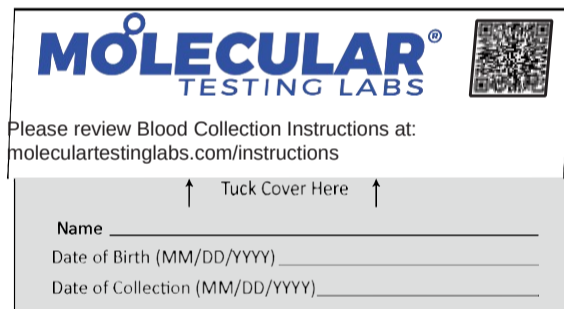 MOLECULAR®
TESTING LABS
Please review Blood Collection Instructions at:
moleculartestinglabs.com/instructions
↑ Tuck Cover Here ↑
Name
Date of Birth (MM/DD/YYYY)
Date of Collection (MM/DD/YYYY)